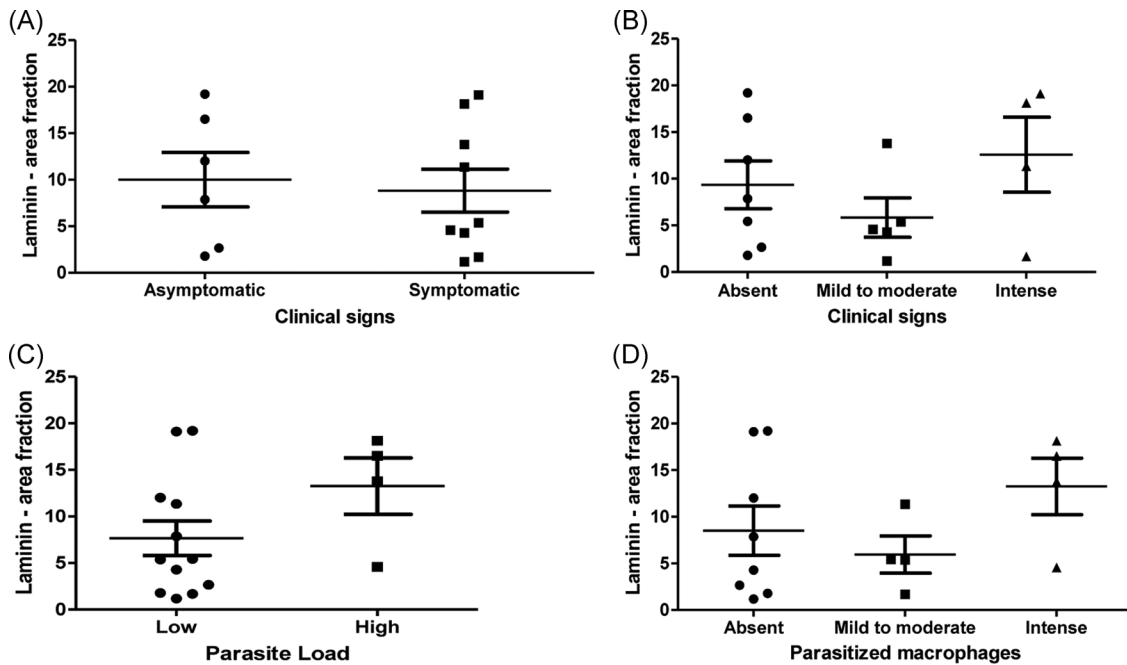 (A)
Laminin - area fraction
25
20
15
10
5
0
Asymptomatic Symptomatic
Clinical signs
(B)
Laminin - area fraction
25
20
15
10
5
0
Absent Mild to moderate Intense
Clinical signs
(C)
Laminin - area fraction
25
20
15
10
5
0
Low High
Parasite Load
(D)
Laminin - area fraction
25
20
15
10
5
0
Absent Mild to moderate Intense
Parasitized macrophages